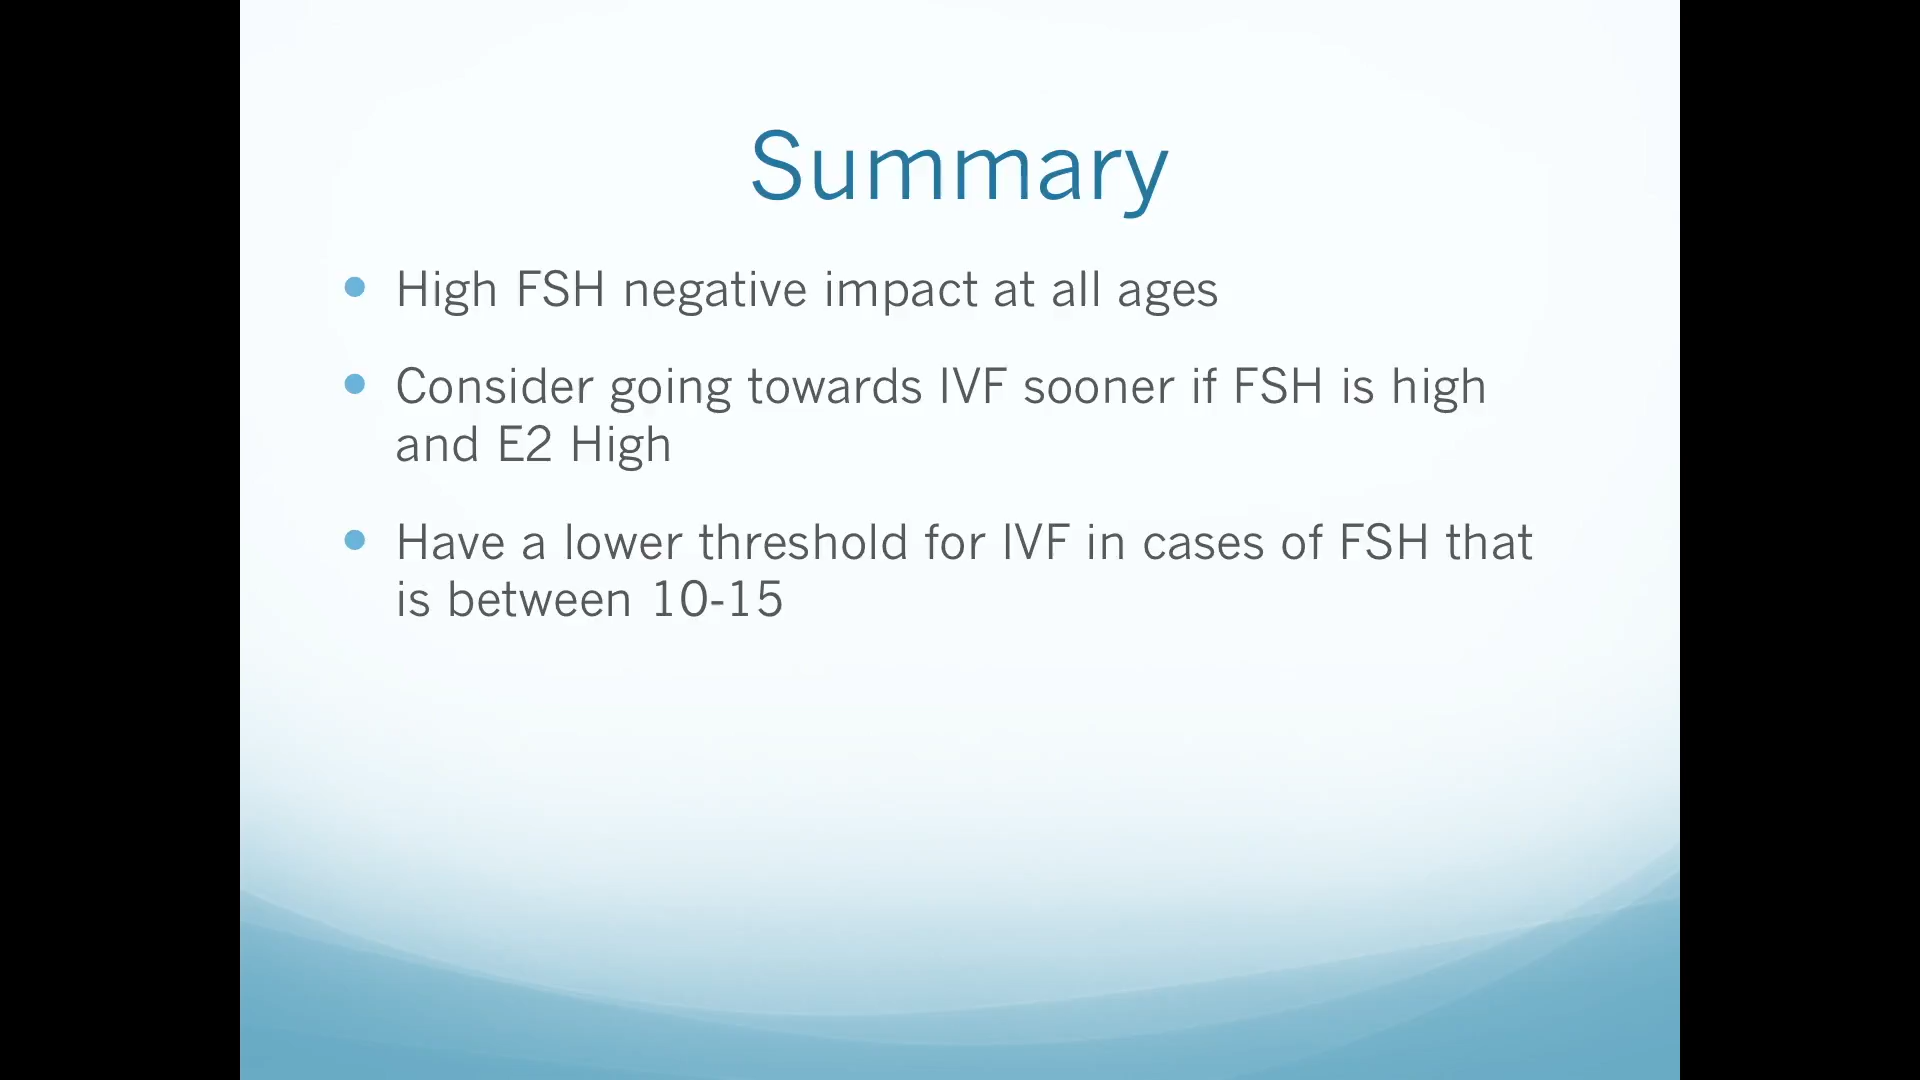 Summary
High FSH negative impact at all ages
Consider going towards IVF sooner if FSH is high
and E2 High
Have a lower threshold for IVF in cases of FSH that
is between 10-15